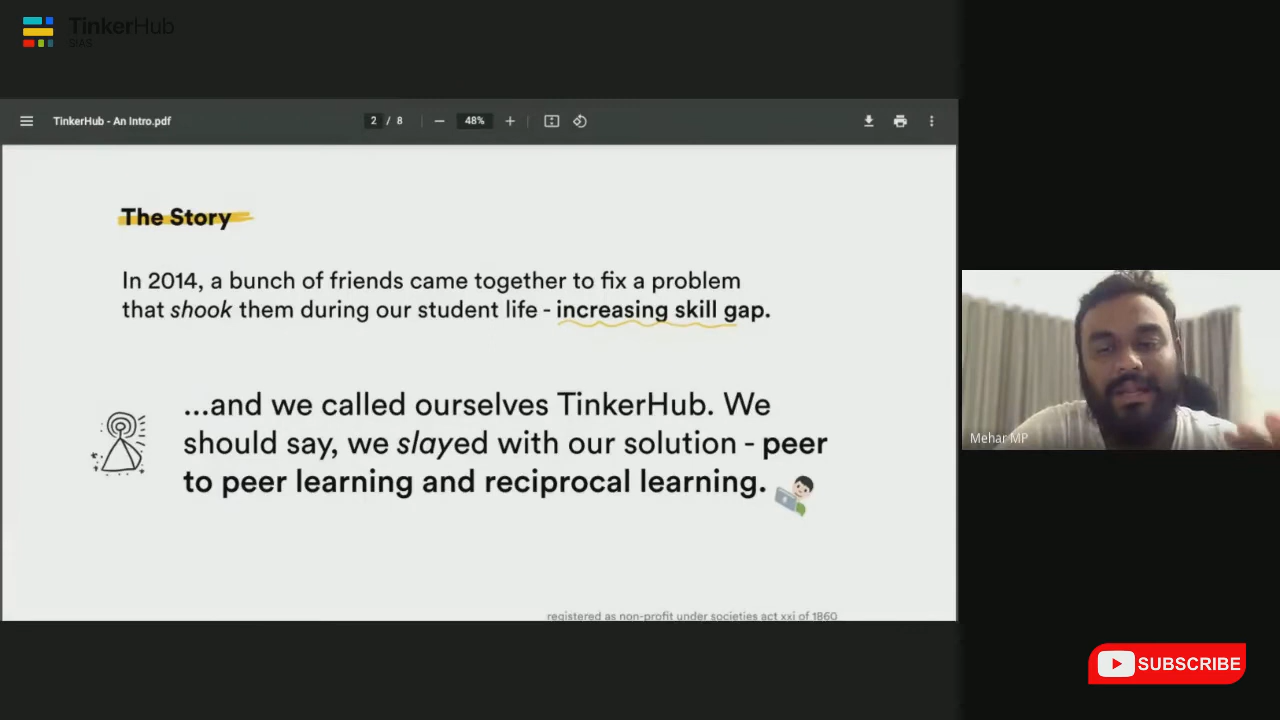 TinkerHub
SIAS
TinkerHub - An Intro.pdf
2 / 8
48%
The Story
In 2014, a bunch of friends came together to fix a problem
that shook them during our student life - increasing skill gap.
...and we called ourselves TinkerHub. We
should say, we slayed with our solution - peer
to peer learning and reciprocal learning.
registered as non-profit under societies act xxi of 1860
Mehar MP
SUBSCRIBE